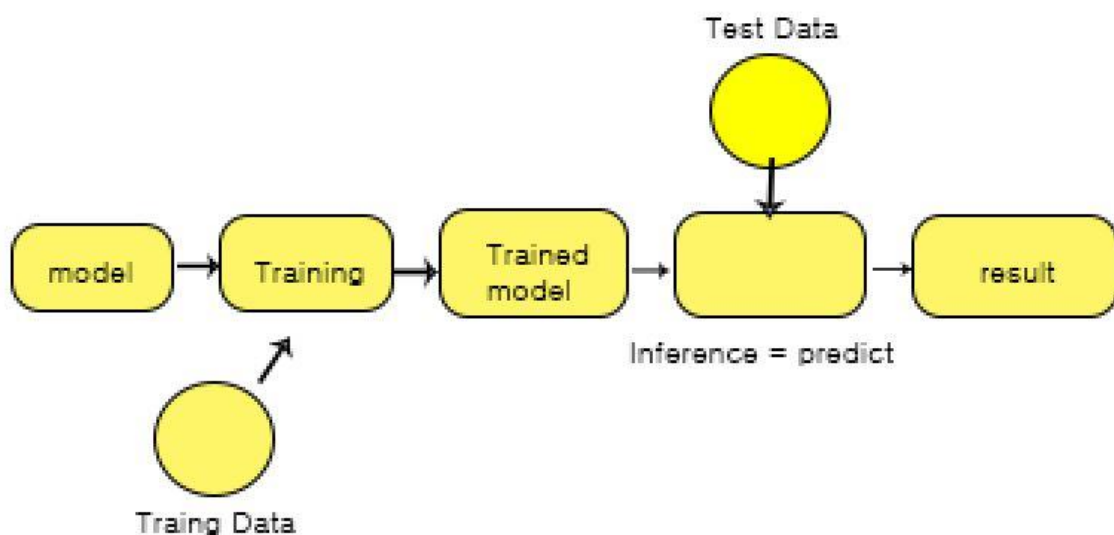 Test Data
model
Training
Trained
model
result
Inference = predict
Traing Data